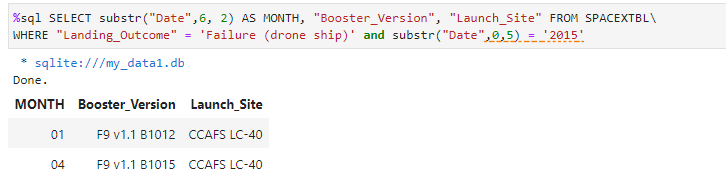 %sql SELECT substr("Date",6, 2) AS MONTH, "Booster_Version", "Launch_Site" FROM SPACEXTBL\
WHERE "Landing_Outcome" = 'Failure (drone ship)' and substr("Date",0,5) = '2015'
* sqlite:///my_data1.db
Done.
MONTH Booster_Version Launch_Site
01 F9 v1.1 B1012 CCAFS LC-40
04 F9 v1.1 B1015 CCAFS LC-40